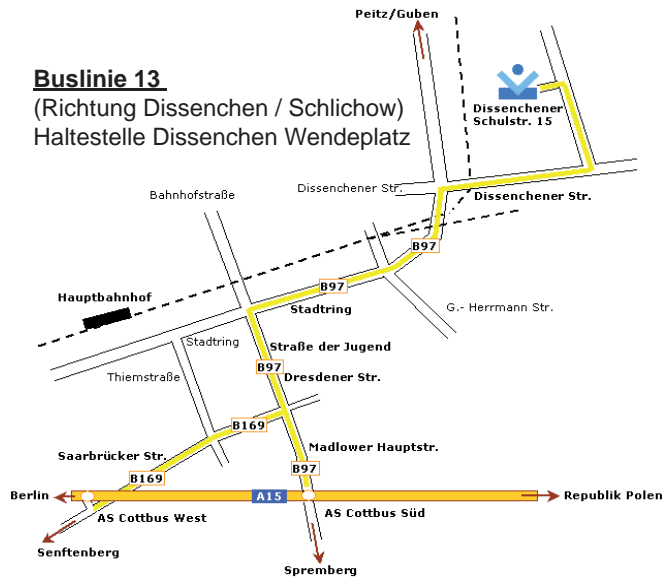 Peitz/Guben
Buslinie 13
(Richtung Dissenchen / Schlichow)
Haltestelle Dissenchen Wendeplatz
Dissenchener
Schulstr. 15
Bahnhofstraße
Dissenchener Str.
Dissenchener Str.
B97
Hauptbahnhof
B97
Stadtring
G.- Herrmann Str.
Stadtring
Straße der Jugend
B97
Thiemstraße
Dresdener Str.
B169
Saarbrücker Str.
Madlower Hauptstr.
B169
B97
Berlin
A15
Republik Polen
AS Cottbus West
AS Cottbus Süd
Senftenberg
Spremberg